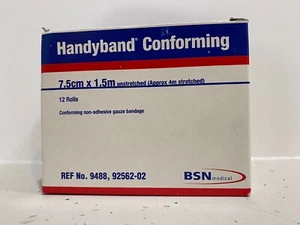 Handyband® Conforming
7.5cm x 1.5m unstretched (Approx 4m stretched)
12 Rolls
Conforming non-adhesive gauze bandage
REF No. 9488, 92562-02
BSN medical